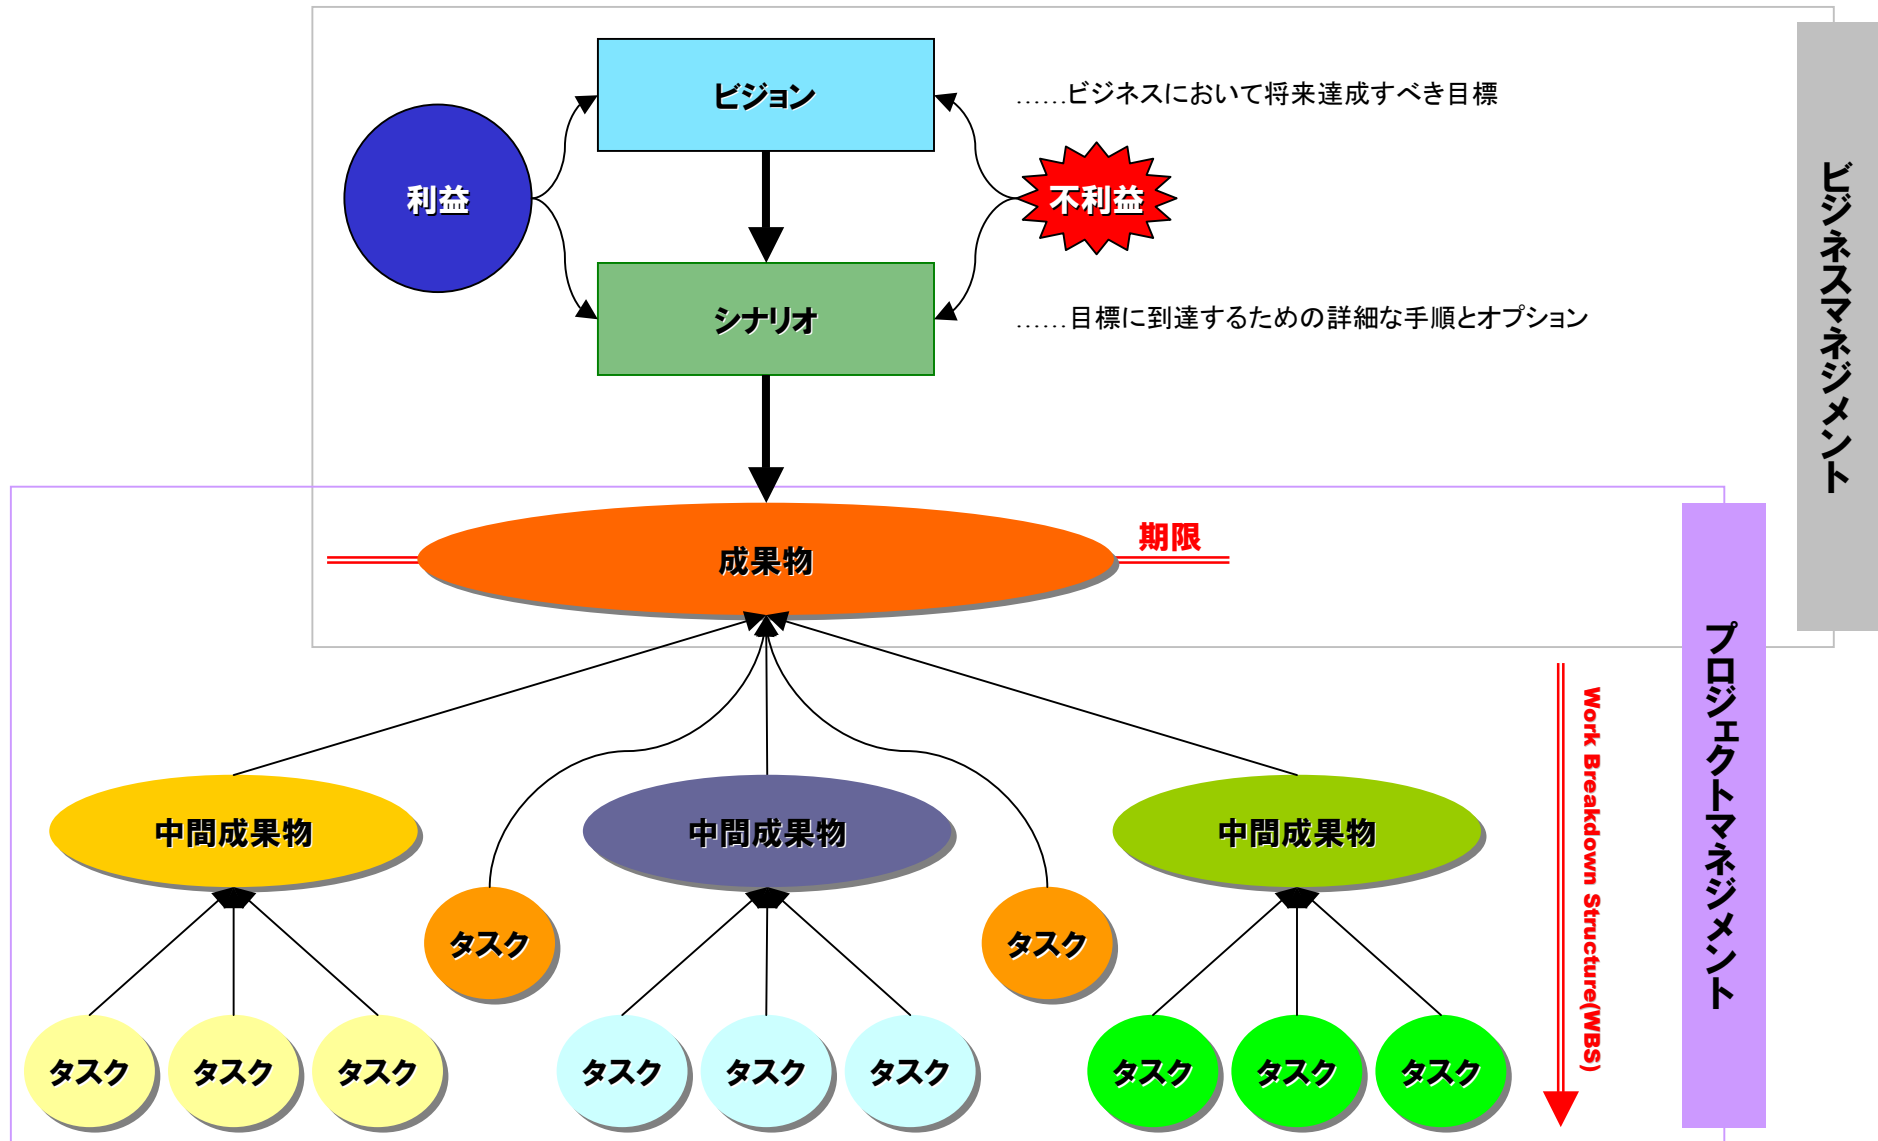 ビジョン
……ビジネスにおいて将来達成すべき目標
利益
不利益
シナリオ
……目標に到達するための詳細な手順とオプション
ビジネスマネジメント
期限
成果物
プロジェクトマネジメント
Work Breakdown Structure(WBS)
中間成果物
中間成果物
中間成果物
タスク
タスク
タスク
タスク
タスク
タスク
タスク
タスク
タスク
タスク
タスク